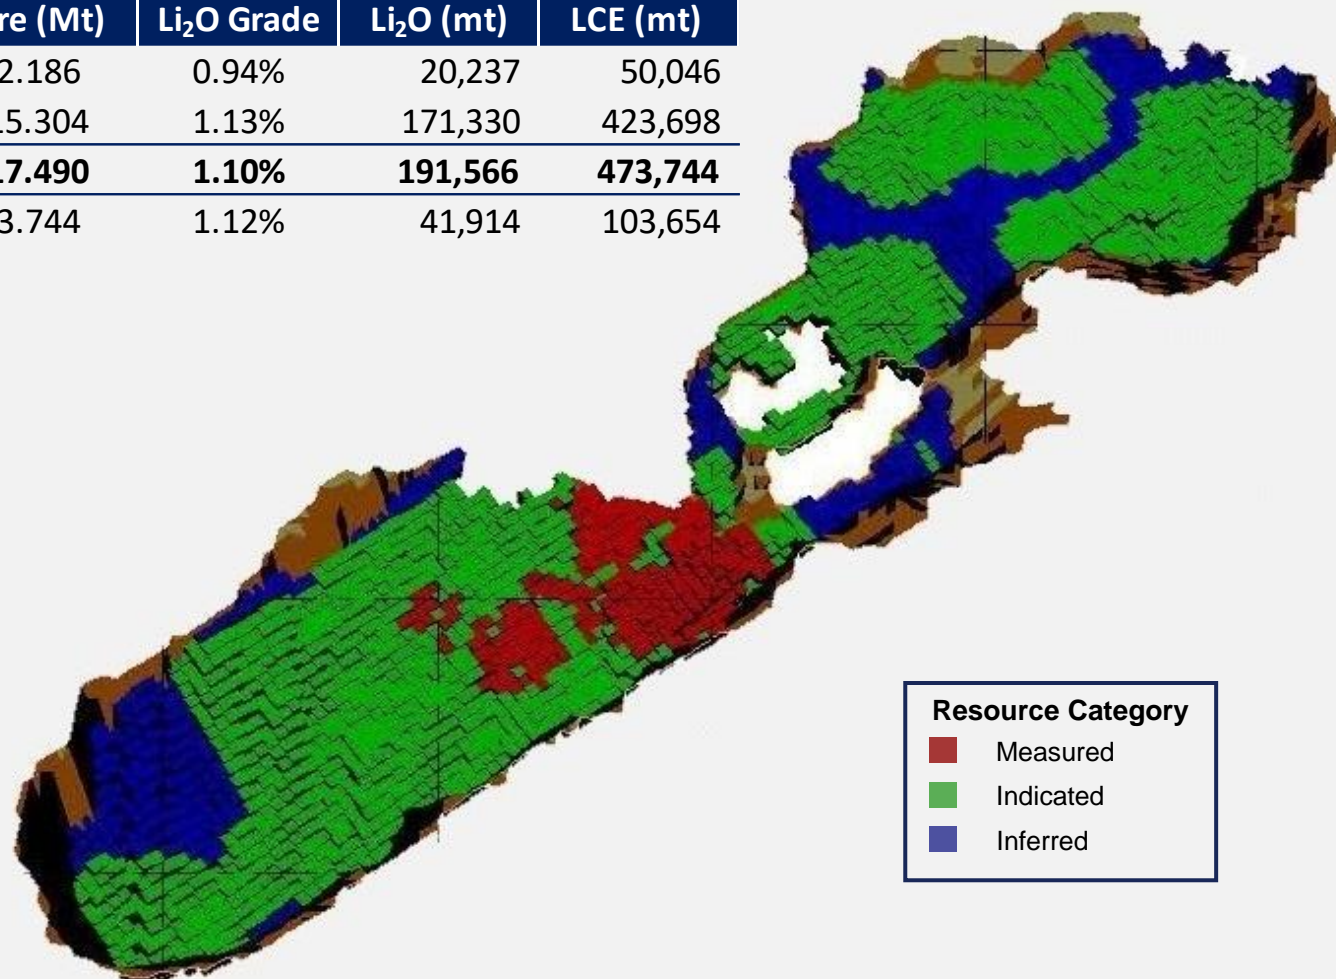 re (Mt) Li₂O Grade Li₂O (mt) LCE (mt)
2.186 0.94% 20,237 50,046
15.304 1.13% 171,330 423,698
17.490 1.10% 191,566 473,744
3.744 1.12% 41,914 103,654
Resource Category
Measured
Indicated
Inferred